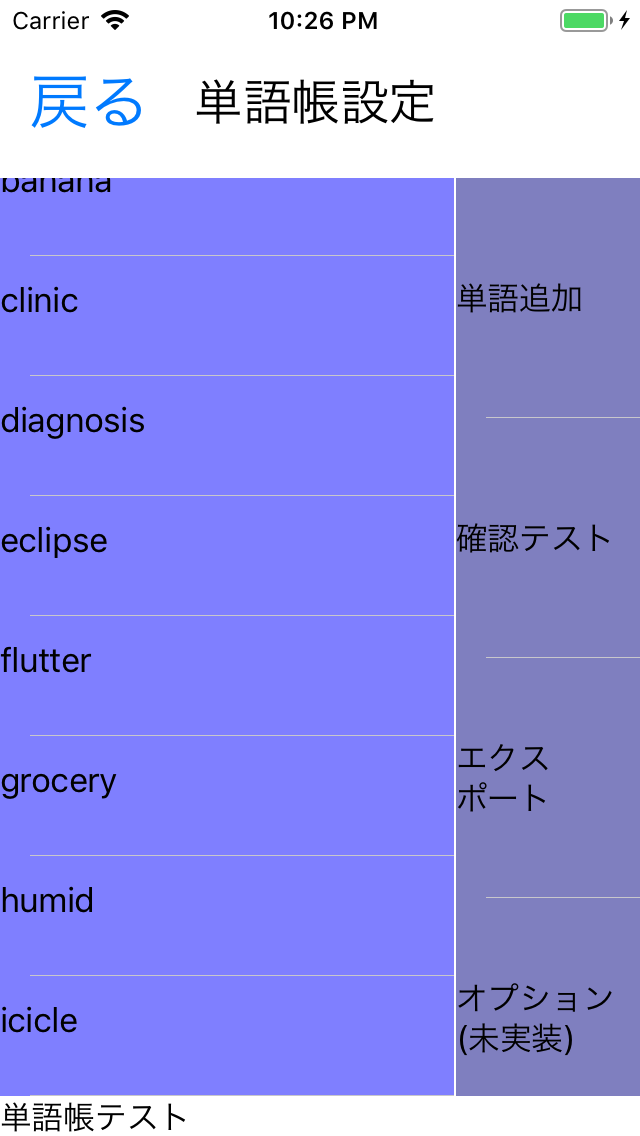 Carrier 10:26 PM
戻る 単語帳設定
banana
clinic
diagnosis
eclipse
flutter
grocery
humid
icicle
単語追加
確認テスト
エクス
ポート
オプション
(未実装)
単語帳テスト